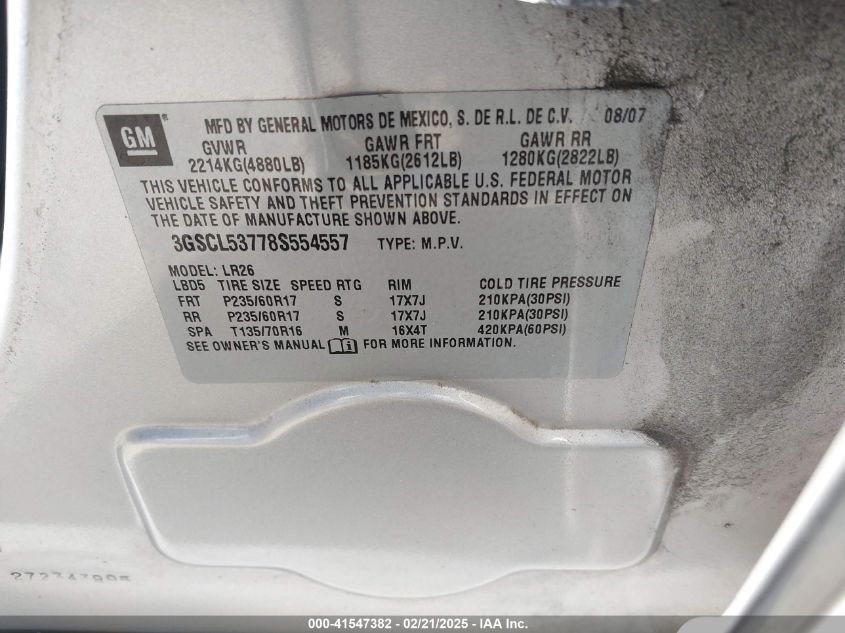 GM ® MFD BY GENERAL MOTORS DE MEXICO, S. DE R.L. DE C.V. 08/07
GVWR GAWR FRT GAWR RR
2214KG(4880LB) 1185KG(2612LB) 1280KG(2822LB)
THIS VEHICLE CONFORMS TO ALL APPLICABLE U.S. FEDERAL MOTOR
VEHICLE SAFETY AND THEFT PREVENTION STANDARDS IN EFFECT ON
THE DATE OF MANUFACTURE SHOWN ABOVE.
3GSCL53778S554557 TYPE: M.P.V.
MODEL: LR26
LBD5 TIRE SIZE SPEED RTG RIM COLD TIRE PRESSURE
FRT P235/60R17 S 17X7J 210KPA(30PSI)
RR P235/60R17 S 17X7J 210KPA(30PSI)
SPA T135/70R16 M 16X4T 420KPA(60PSI)
SEE OWNER'S MANUAL FOR MORE INFORMATION.
000-41547382 - 02/21/2025 - IAA Inc.